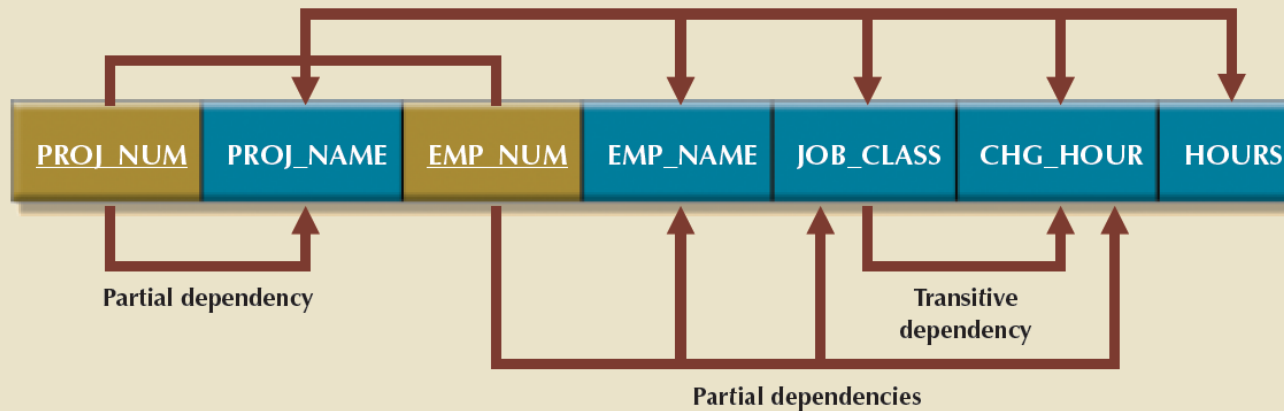 PROJ_NUM PROJ_NAME EMP_NUM EMP_NAME JOB_CLASS CHG_HOUR HOURS
Partial dependency
Transitive
dependency
Partial dependencies